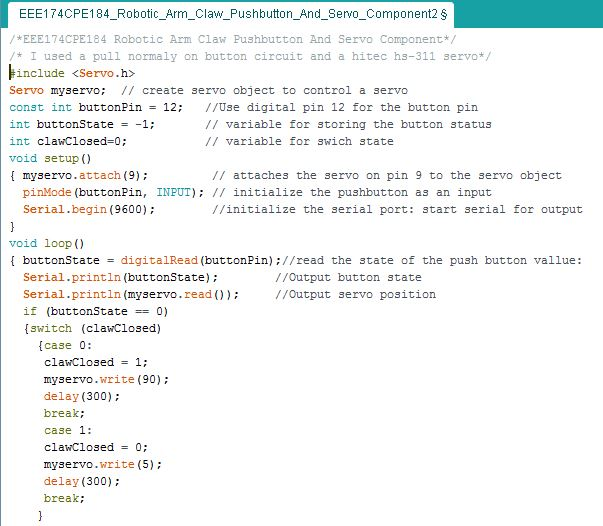 EEE174CPE184_Robotic_Arm_Claw_Pushbutton_And_Servo_Component2 §
/*EEE174CPE184 Robotic Arm Claw Pushbutton And Servo Component*/
/* I used a pull normaly on button circuit and a hitec hs-311 servo*/
#include <Servo.h>
Servo myservo;  // create servo object to control a servo
const int buttonPin = 12;   //Use digital pin 12 for the button pin
int buttonState = -1;       // variable for storing the button status
int clawClosed=0;           // variable for swich state
void setup()
{ myservo.attach(9);         // attaches the servo on pin 9 to the servo object
  pinMode(buttonPin, INPUT); // initialize the pushbutton as an input
  Serial.begin(9600);        //initialize the serial port: start serial for output
}
void loop()
{ buttonState = digitalRead(buttonPin);//read the state of the push button vallue:
  Serial.println(buttonState);        //Output button state
  Serial.println(myservo.read());     //Output servo position
  if (buttonState == 0)
  {switch (clawClosed)
    {case 0:
     clawClosed = 1;
     myservo.write(90);
     delay(300);
     break;
     case 1:
     clawClosed = 0;
     myservo.write(5);
     delay(300);
     break;
    }